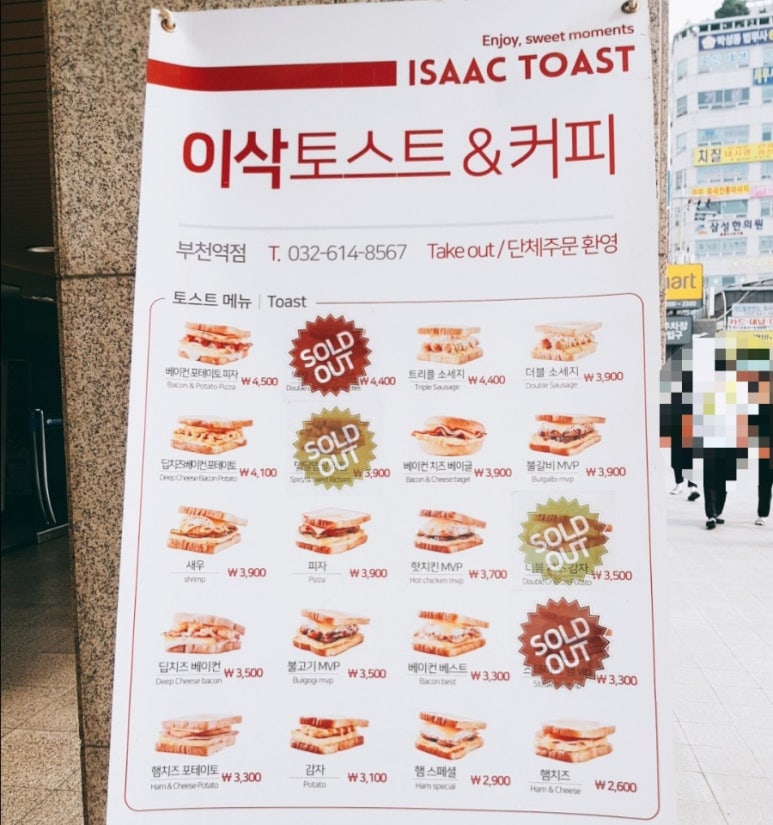 Enjoy, sweet moments
ISAAC TOAST
이삭토스트&커피
부천역점 T. 032-614-8567 Take out / 단체주문 환영
토스트 메뉴 | Toast
베이컨 포테이토 피자 ₩4,500
Bacon & Potato Pizza
SOLD OUT
₩4,400
트리플 소세지 ₩4,400
Triple Sausage
더블 소세지 ₩3,900
Double Sausage
딥치즈베이컨포테이토 ₩4,100
Deep Cheese Bacon Potato
SOLD OUT
₩3,900
베이컨 치즈 베이글 ₩3,900
Bacon & Cheese bagel
불갈비 MVP ₩3,900
Bulgalbi mvp
새우 ₩3,900
shrimp
피자 ₩3,900
Pizza
핫치킨 MVP ₩3,700
Hot chicken mvp
SOLD OUT
감자 ₩3,500
딥치즈 베이컨 ₩3,500
Deep Cheese bacon
불고기 MVP ₩3,500
Bulgogi mvp
베이컨 베스트 ₩3,300
Bacon best
SOLD OUT
₩3,300
햄치즈 포테이토 ₩3,300
Ham & Cheese Potato
감자 ₩3,100
Potato
햄 스페셜 ₩2,900
Ham special
햄치즈 ₩2,600
Ham & Cheese
치질
삼성한의원
mart